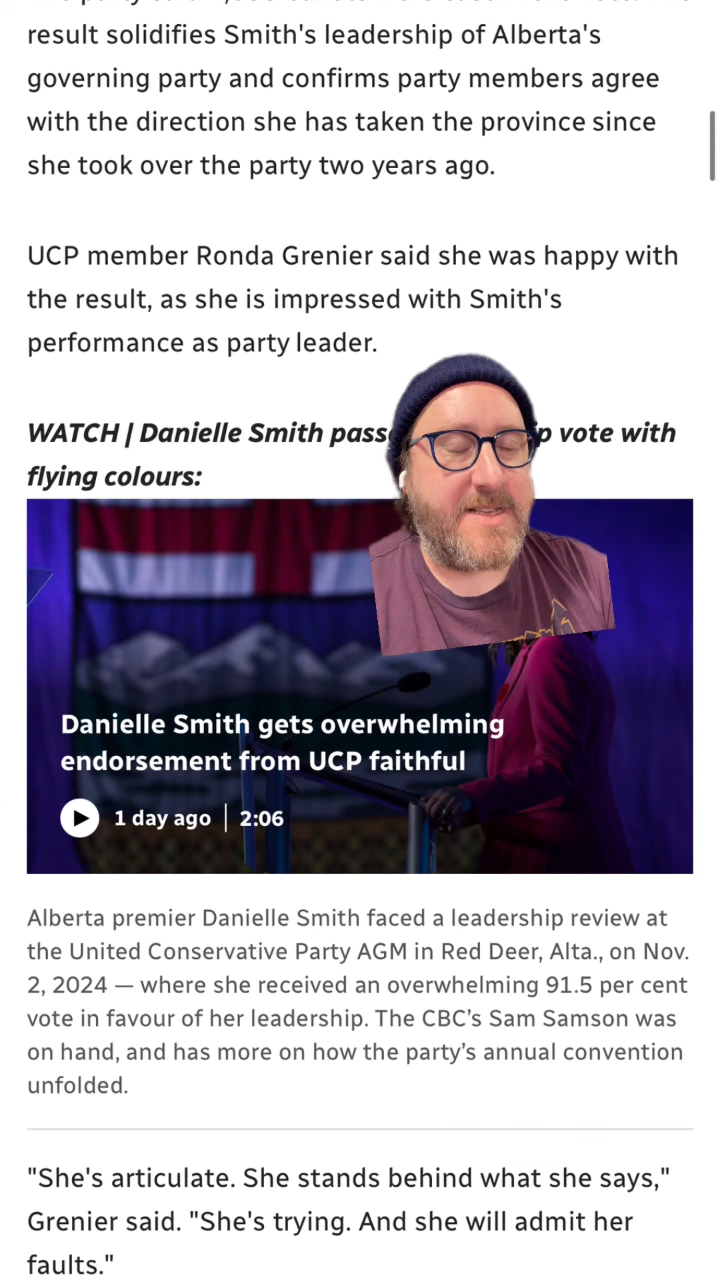 result solidifies Smith's leadership of Alberta's
governing party and confirms party members agree
with the direction she has taken the province since
she took over the party two years ago.
UCP member Ronda Grenier said she was happy with
the result, as she is impressed with Smith's
performance as party leader.
WATCH | Danielle Smith vote with
flying colours:
Danielle Smith gets overwhelming
endorsement from UCP faithful
1 day ago | 2:06
Alberta premier Danielle Smith faced a leadership review at
the United Conservative Party AGM in Red Deer, Alta., on Nov.
2, 2024 — where she received an overwhelming 91.5 per cent
vote in favour of her leadership. The CBC’s Sam Samson was
on hand, and has more on how the party’s annual convention
unfolded.
"She's articulate. She stands behind what she says,"
Grenier said. "She's trying. And she will admit her
faults."